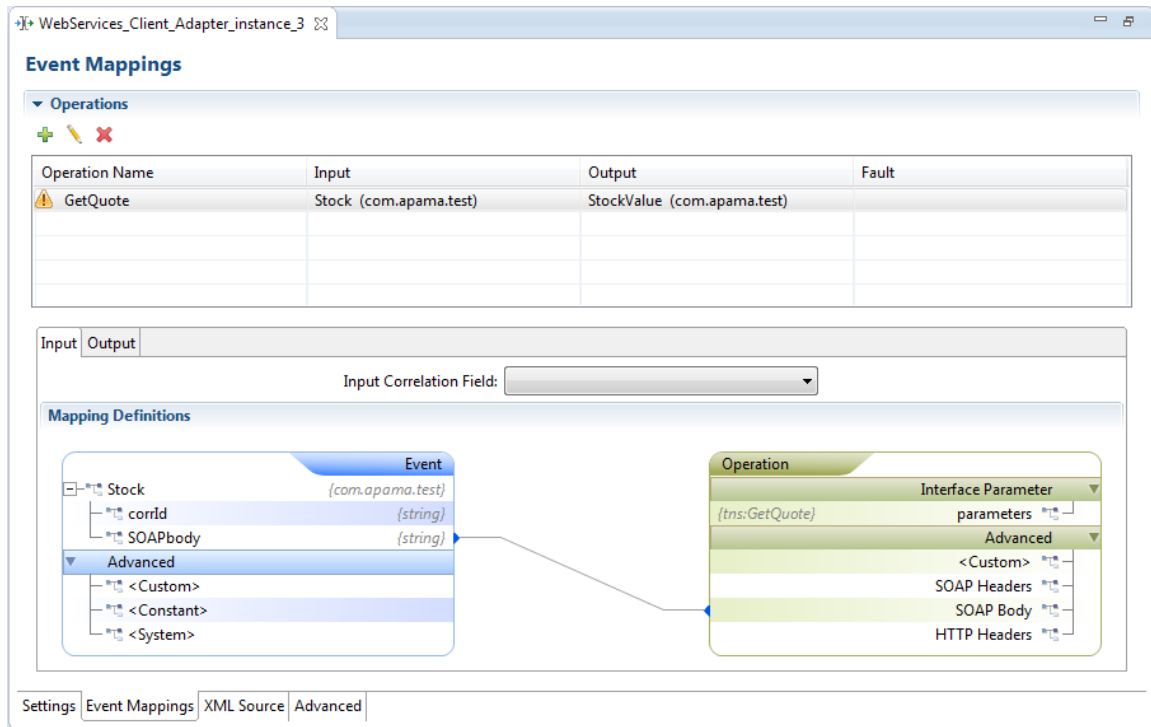 WebServices_Client_Adapter_instance_3
Event Mappings
Operations
Operation Name Input Output Fault
GetQuote Stock (com.apama.test) StockValue (com.apama.test)
Input Output
Input Correlation Field:
Mapping Definitions
Event Operation
Stock {com.apama.test} Interface Parameter
corrId {string} {tns:GetQuote} parameters
SOAPbody {string} Advanced
Advanced <Custom>
<Custom> SOAP Headers
<Constant> SOAP Body
<System> HTTP Headers
Settings Event Mappings XML Source Advanced